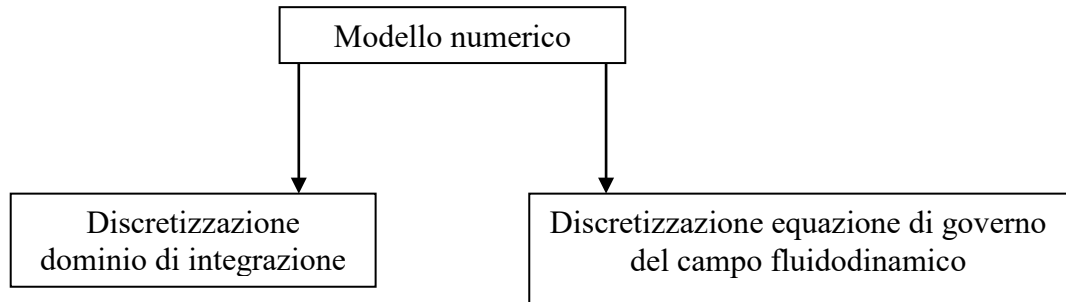 Modello numerico
Discretizzazione
dominio di integrazione
Discretizzazione equazione di governo
del campo fluidodinamico